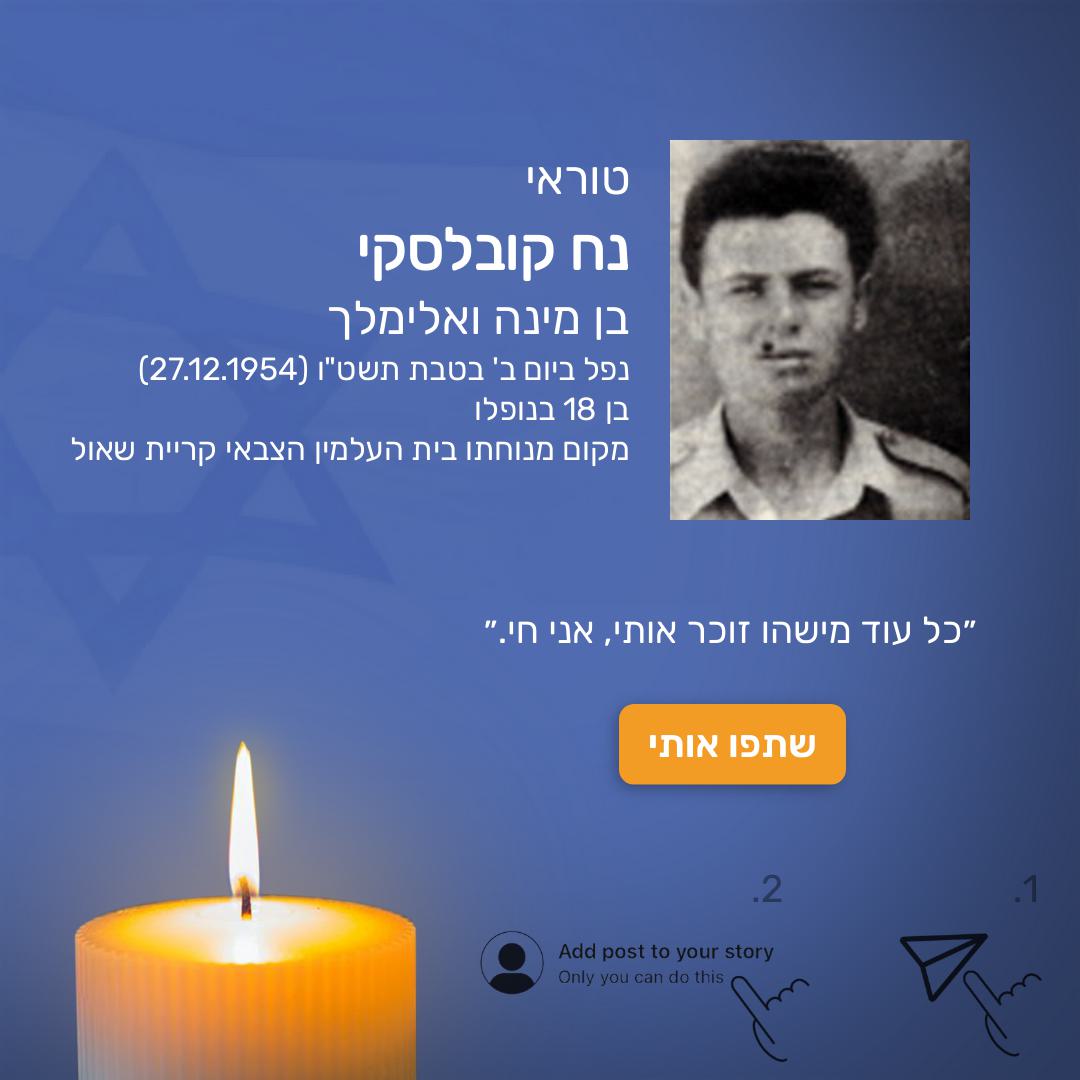 טוראי
נח קובלסקי
בן מינה ואלימלך
נפל ביום ב' בטבת תשט"ו (27.12.1954)
בן 18 בנופלו
מקום מנוחתו בית העלמין הצבאי קריית שאול
״כל עוד מישהו זוכר אותי, אני חי.״
שתפו אותי
1.
2.
Add post to your story
Only you can do this